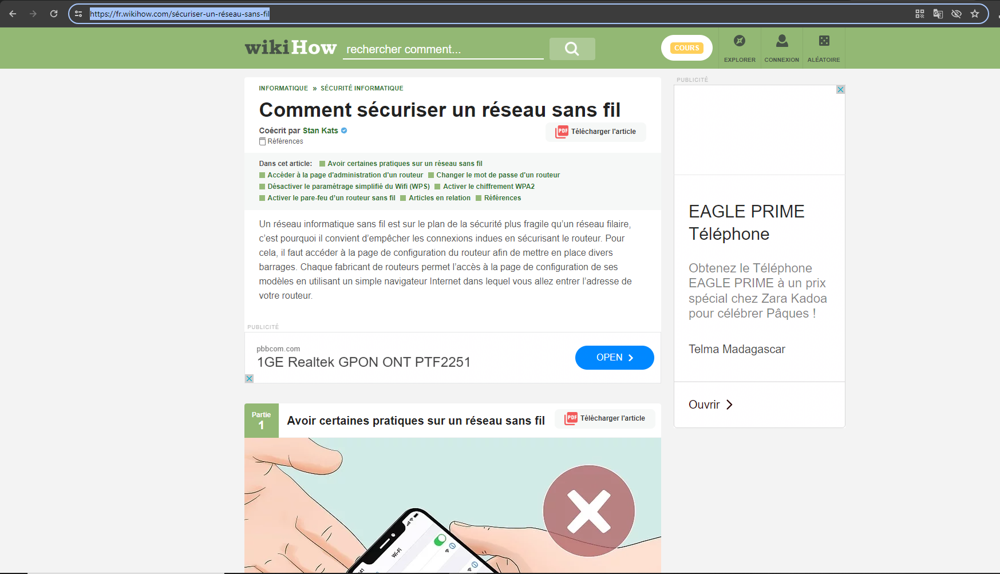 https://fr.wikihow.com/sécuriser-un-réseau-sans-fil
wikiHow
rechercher comment...
COURS
EXPLORER
CONNEXION
ALÉATOIRE
INFORMATIQUE » SÉCURITÉ INFORMATIQUE
Comment sécuriser un réseau sans fil
Coécrit par Stan Kats
Références
PDF Télécharger l'article
Dans cet article: Avoir certaines pratiques sur un réseau sans fil
Accéder à la page d'administration d'un routeur Changer le mot de passe d'un routeur
Désactiver le paramétrage simplifié du Wifi (WPS) Activer le chiffrement WPA2
Activer le pare-feu d’un routeur sans fil Articles en relation Références
Un réseau informatique sans fil est sur le plan de la sécurité plus fragile qu’un réseau filaire,
c’est pourquoi il convient d’empêcher les connexions indues en sécurisant le routeur. Pour
cela, il faut accéder à la page de configuration du routeur afin de mettre en place divers
barrages. Chaque fabricant de routeurs permet l’accès à la page de configuration de ses
modèles en utilisant un simple navigateur Internet dans lequel vous allez entrer l’adresse de
votre routeur.
PUBLICITÉ
pbbcom.com
1GE Realtek GPON ONT PTF2251
OPEN
Partie
1
Avoir certaines pratiques sur un réseau sans fil
PDF Télécharger l'article
Wi-Fi
PUBLICITÉ
EAGLE PRIME
Téléphone
Obtenez le Téléphone
EAGLE PRIME à un prix
spécial chez Zara Kadoa
pour célébrer Pâques !
Telma Madagascar
Ouvrir